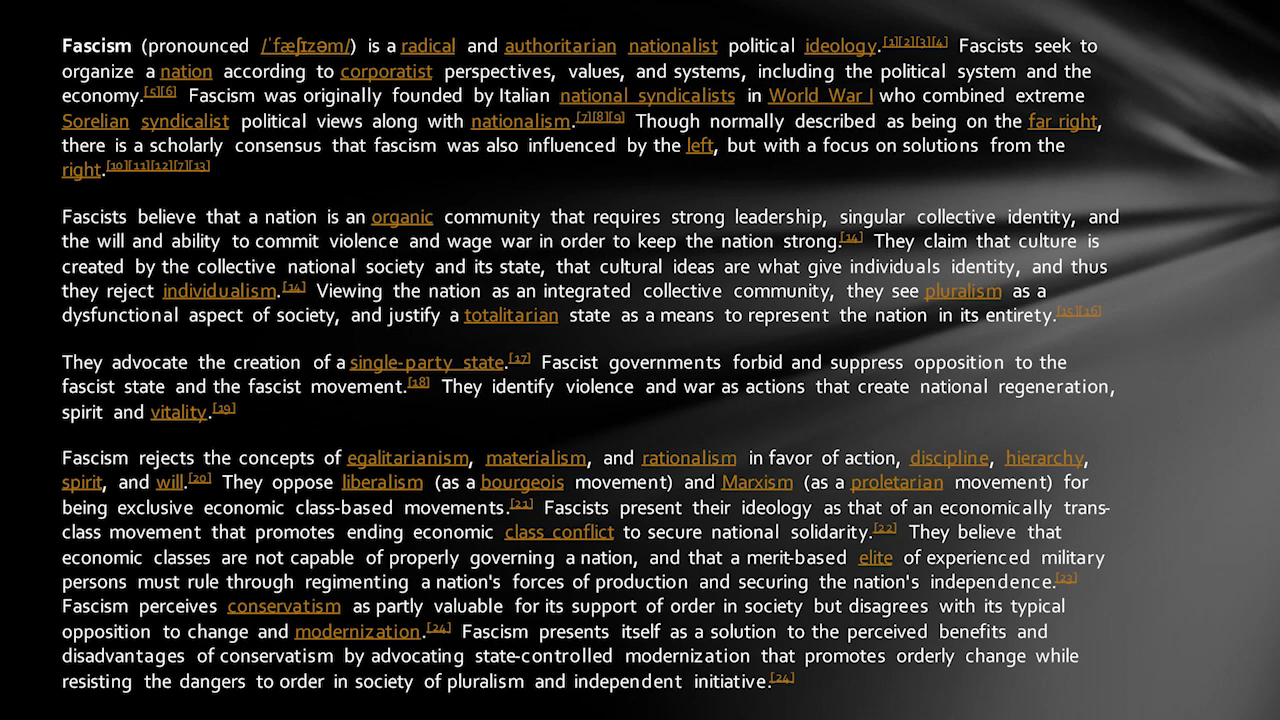 Fascism (pronounced /ˈfæʃɪzəm/) is a radical and authoritarian nationalist political ideology.[1][2][3][4] Fascists seek to
organize a nation according to corporatist perspectives, values, and systems, including the political system and the
economy.[5][6] Fascism was originally founded by Italian national syndicalists in World War I who combined extreme
Sorelian syndicalist political views along with nationalism.[7][8][9] Though normally described as being on the far right,
there is a scholarly consensus that fascism was also influenced by the left, but with a focus on solutions from the
right.[10][11][12][7][13]
Fascists believe that a nation is an organic community that requires strong leadership, singular collective identity, and
the will and ability to commit violence and wage war in order to keep the nation strong.[14] They claim that culture is
created by the collective national society and its state, that cultural ideas are what give individuals identity, and thus
they reject individualism.[14] Viewing the nation as an integrated collective community, they see pluralism as a
dysfunctional aspect of society, and justify a totalitarian state as a means to represent the nation in its entirety.[15][16]
They advocate the creation of a single-party state.[17] Fascist governments forbid and suppress opposition to the
fascist state and the fascist movement.[18] They identify violence and war as actions that create national regeneration,
spirit and vitality.[19]
Fascism rejects the concepts of egalitarianism, materialism, and rationalism in favor of action, discipline, hierarchy,
spirit, and will.[20] They oppose liberalism (as a bourgeois movement) and Marxism (as a proletarian movement) for
being exclusive economic class-based movements.[21] Fascists present their ideology as that of an economically trans-
class movement that promotes ending economic class conflict to secure national solidarity.[22] They believe that
economic classes are not capable of properly governing a nation, and that a merit-based elite of experienced military
persons must rule through regimenting a nation's forces of production and securing the nation's independence.[23]
Fascism perceives conservatism as partly valuable for its support of order in society but disagrees with its typical
opposition to change and modernization.[24] Fascism presents itself as a solution to the perceived benefits and
disadvantages of conservatism by advocating state-controlled modernization that promotes orderly change while
resisting the dangers to order in society of pluralism and independent initiative.[24]